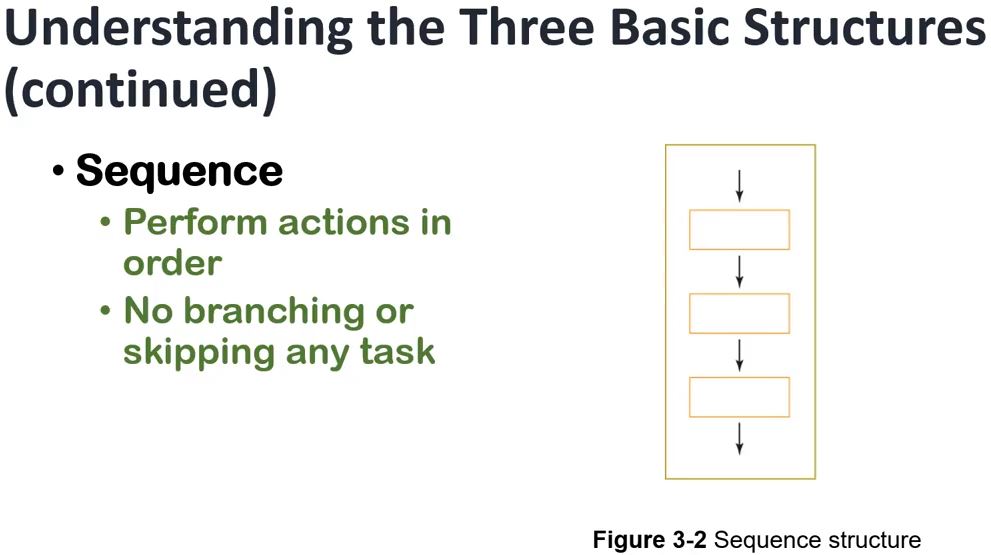 Understanding the Three Basic Structures
(continued)
• Sequence
• Perform actions in
order
• No branching or
skipping any task
Figure 3-2 Sequence structure